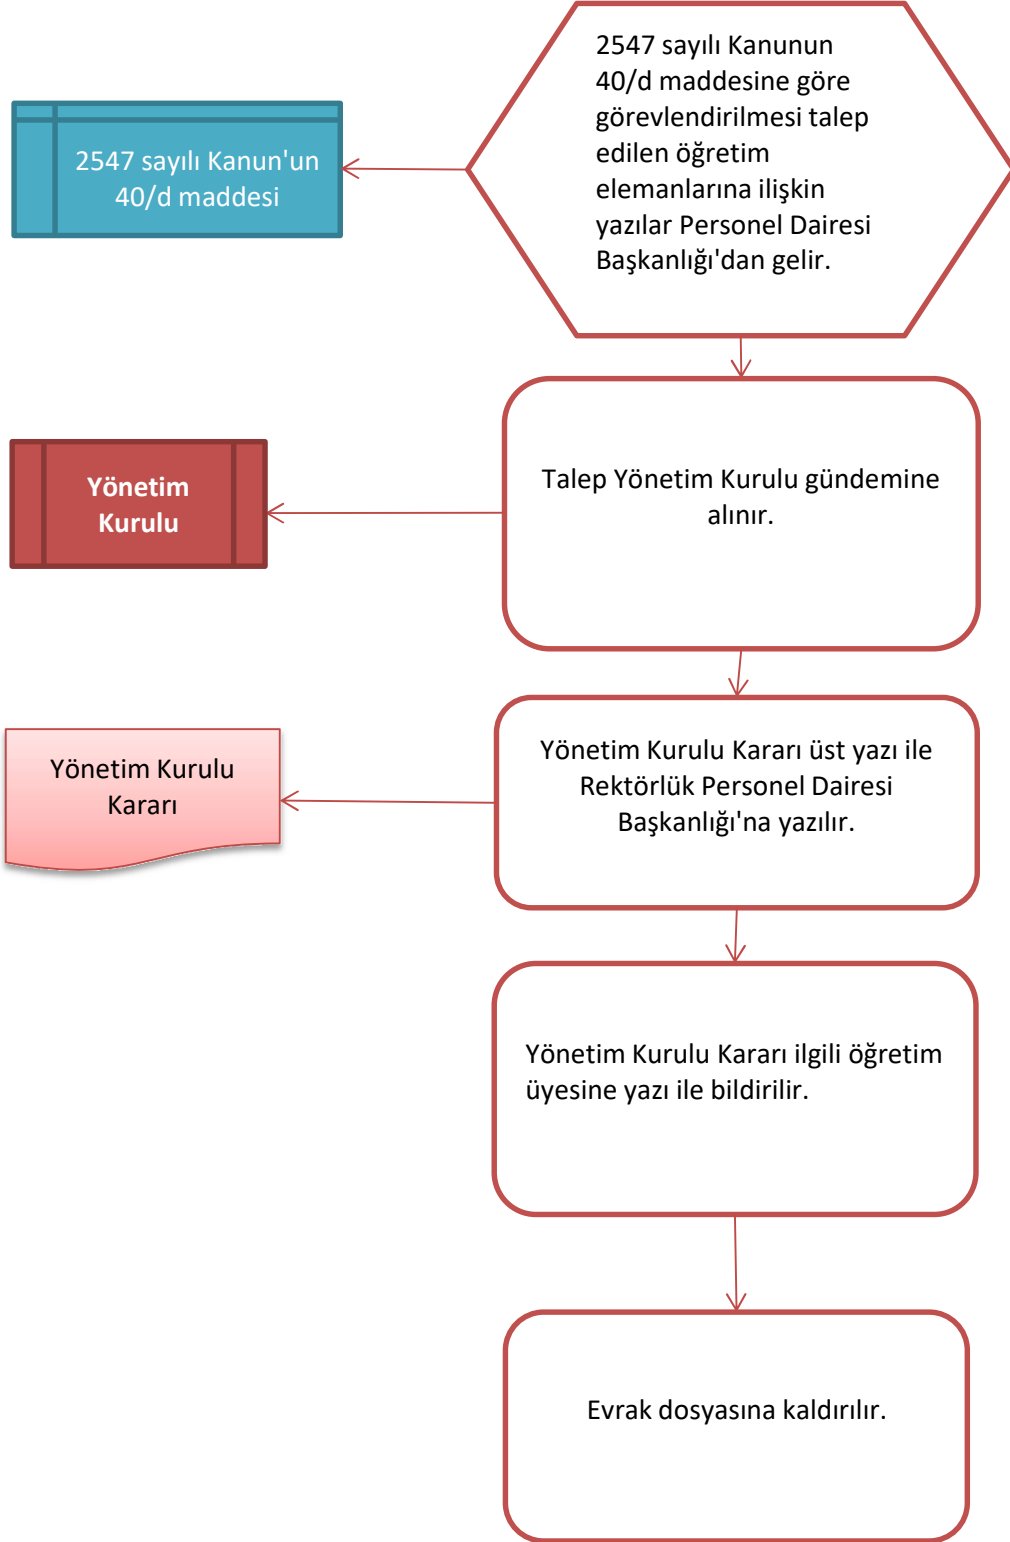 2547 sayılı Kanunun
40/d maddesine göre
görevlendirilmesi talep
edilen öğretim
elemanlarına ilişkin
yazılar Personel Dairesi
Başkanlığı'dan gelir.
2547 sayılı Kanun'un
40/d maddesi
Talep Yönetim Kurulu gündemine
alınır.
Yönetim
Kurulu
Yönetim Kurulu Kararı üst yazı ile
Rektörlük Personel Dairesi
Başkanlığı'na yazılır.
Yönetim Kurulu
Kararı
Yönetim Kurulu Kararı ilgili öğretim
üyesine yazı ile bildirilir.
Evrak dosyasına kaldırılır.